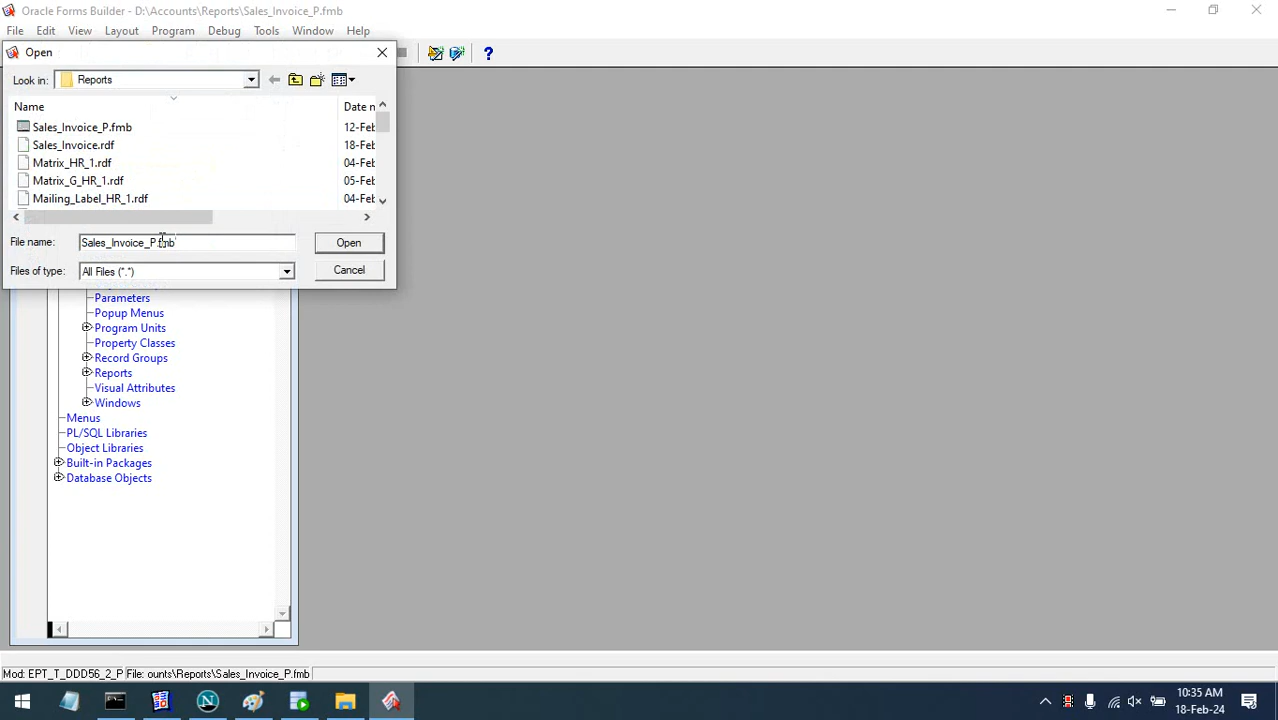 Oracle Forms Builder - D:\Accounts\Reports\Sales_Invoice_P.fmb
File Edit View Layout Program Debug Tools Window Help
Open
Look in: Reports
Name Date n
Sales_Invoice_P.fmb 12-Feb
Sales_Invoice.rdf 18-Feb
Matrix_HR_1.rdf 04-Feb
Matrix_G_HR_1.rdf 05-Feb
Mailing_Label_HR_1.rdf 04-Feb
File name: Sales_Invoice_P.fmb Open
Files of type: All Files (*.*) Cancel
Parameters
Popup Menus
Program Units
Property Classes
Record Groups
Reports
Visual Attributes
Windows
Menus
PL/SQL Libraries
Object Libraries
Built-in Packages
Database Objects
Mod: EPT_T_DDD56_2_P File: ounts\Reports\Sales_Invoice_P.fmb
10:35 AM
18-Feb-24